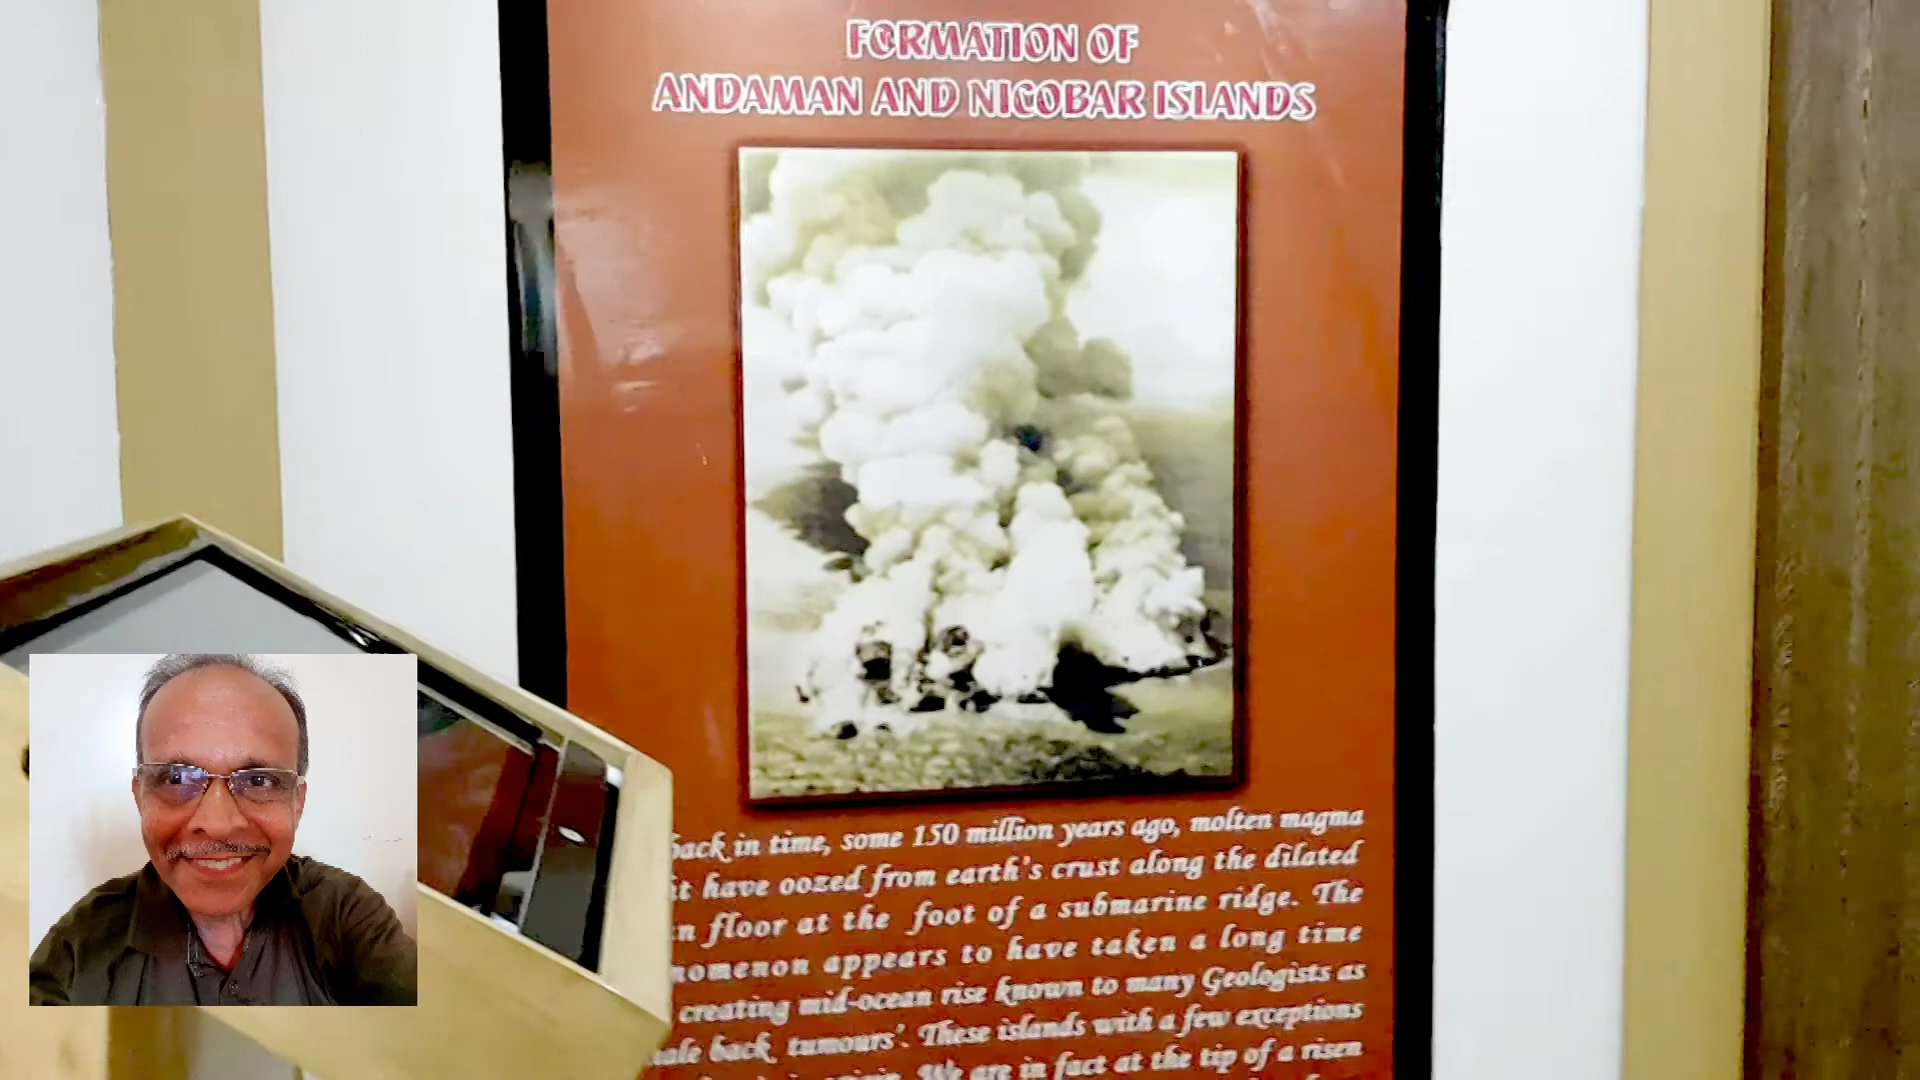 FORMATION OF
ANDAMAN AND NICOBAR ISLANDS
back in time, some 150 million years ago, molten magma
have oozed from earth's crust along the dilated
floor at the foot of a submarine ridge. The
appears to have taken a long time
creating mid-ocean rise known to many Geologists as
back tumours'. These islands with a few exceptions
We are in fact at the tip of a risen